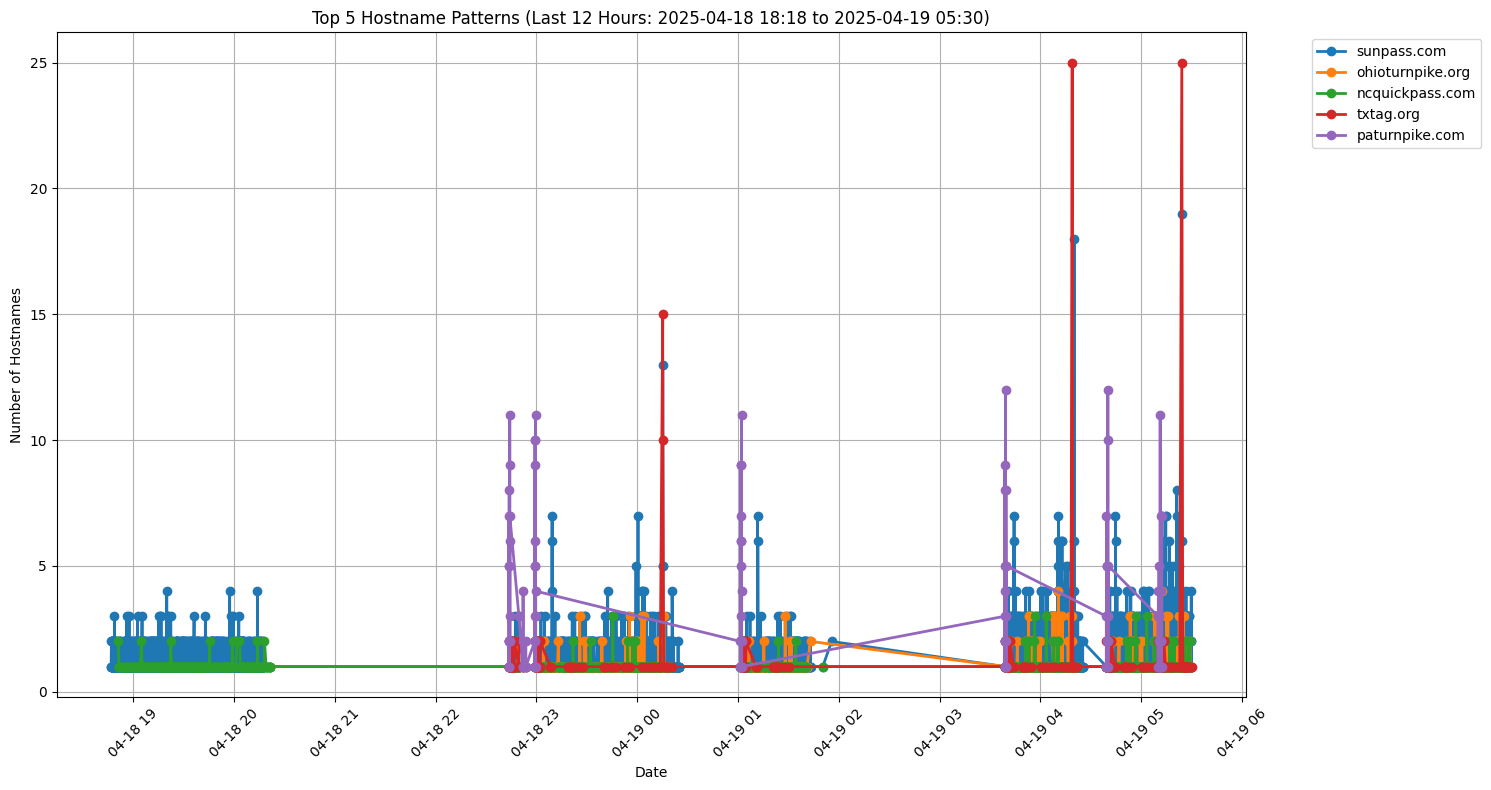 Top 5 Hostname Patterns (Last 12 Hours: 2025-04-18 18:18 to 2025-04-19 05:30)
sunpass.com
ohioturnpike.org
ncquickpass.com
txtag.org
paturnpike.com
Number of Hostnames
25
20
15
10
5
0
04-18 19
04-18 20
04-18 21
04-18 22
04-18 23
04-19 00
04-19 01
04-19 02
04-19 03
04-19 04
04-19 05
04-19 06
Date